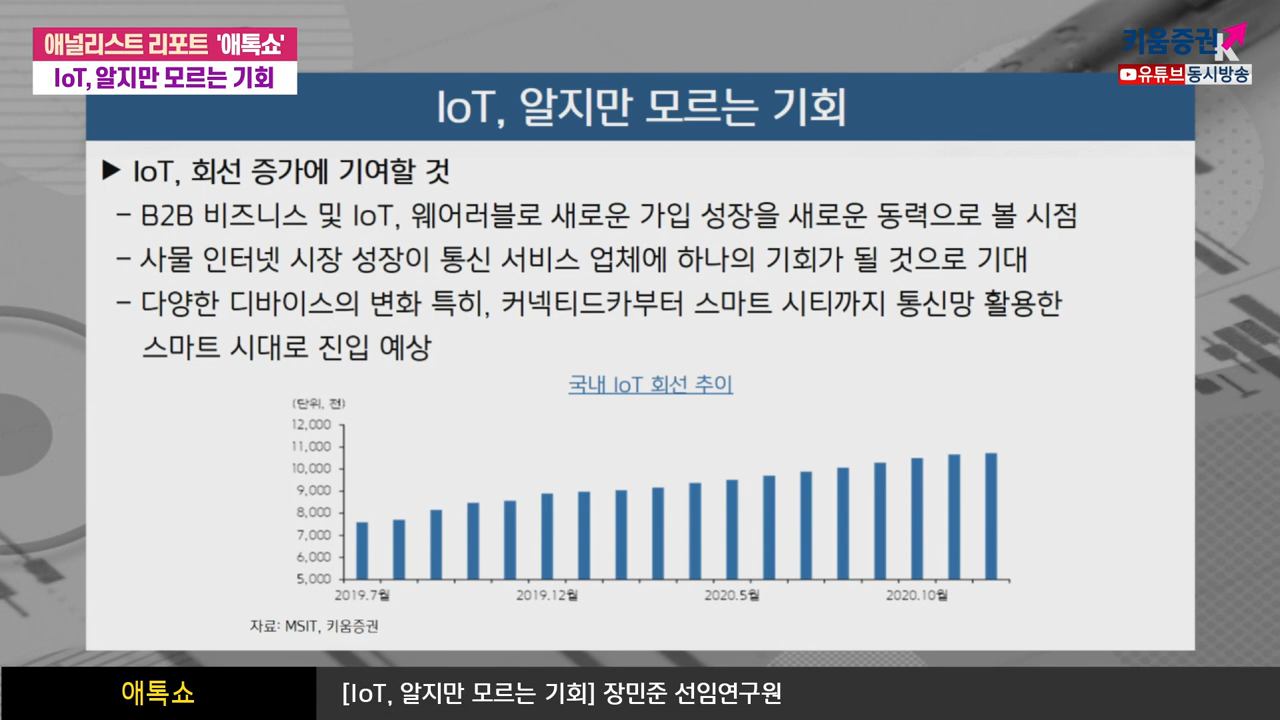 애널리스트 리포트 '애톡쇼'
IoT, 알지만 모르는 기회
키움증권
유튜브동시방송
IoT, 알지만 모르는 기회
▶ IoT, 회선 증가에 기여할 것
– B2B 비즈니스 및 IoT, 웨어러블로 새로운 가입 성장을 새로운 동력으로 볼 시점
– 사물 인터넷 시장 성장이 통신 서비스 업체에 하나의 기회가 될 것으로 기대
– 다양한 디바이스의 변화 특히, 커넥티드카부터 스마트 시티까지 통신망 활용한
스마트 시대로 진입 예상
국내 IoT 회선 추이
(단위, 천)
12,000
11,000
10,000
9,000
8,000
7,000
6,000
5,000
2019.7월 2019.12월 2020.5월 2020.10월
자료: MSIT, 키움증권
애톡쇼
[IoT, 알지만 모르는 기회] 장민준 선임연구원